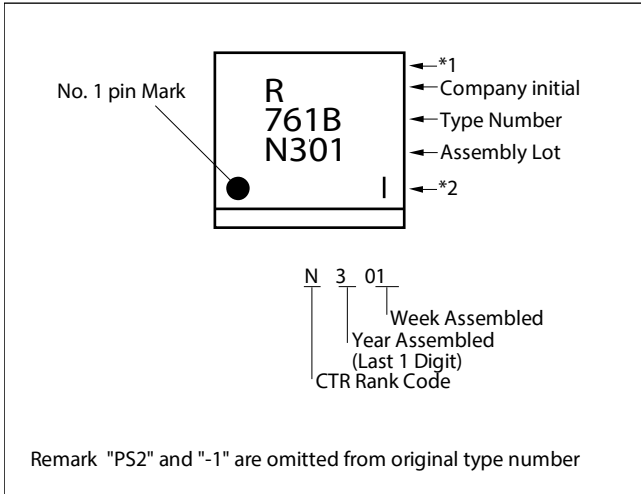 *1
No. 1 pin Mark
R
Company initial
761B
Type Number
N301
Assembly Lot
I
*2
N 3 01
Week Assembled
Year Assembled
(Last 1 Digit)
CTR Rank Code
Remark "PS2" and "-1" are omitted from original type number